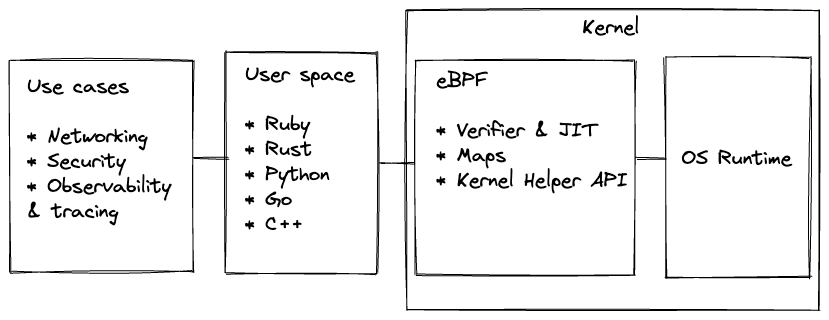 Kernel
Use cases
* Networking
* Security
* Observability
& tracing
User space
* Ruby
* Rust
* Python
* Go
* C++
eBPF
* Verifier & JIT
* Maps
* Kernel Helper API
OS Runtime